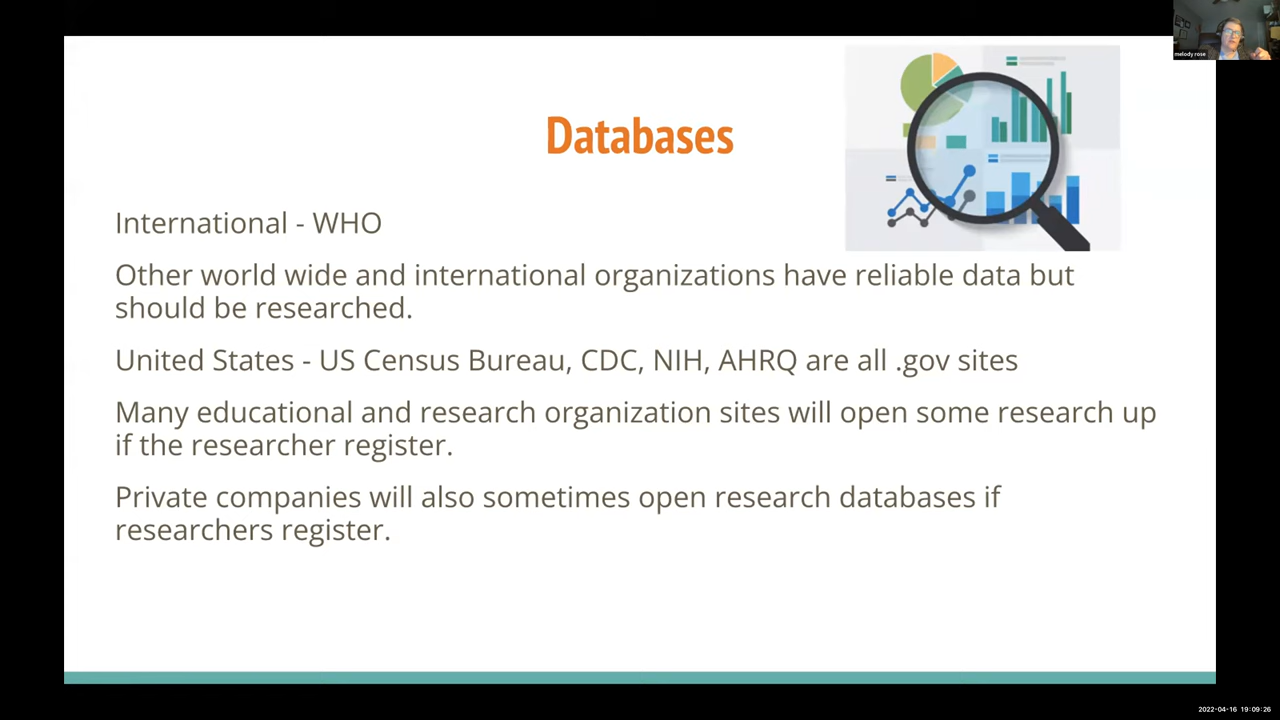 melody rose
Databases
International - WHO
Other world wide and international organizations have reliable data but
should be researched.
United States - US Census Bureau, CDC, NIH, AHRQ are all .gov sites
Many educational and research organization sites will open some research up
if the researcher register.
Private companies will also sometimes open research databases if
researchers register.
2022-04-16 19:09:26